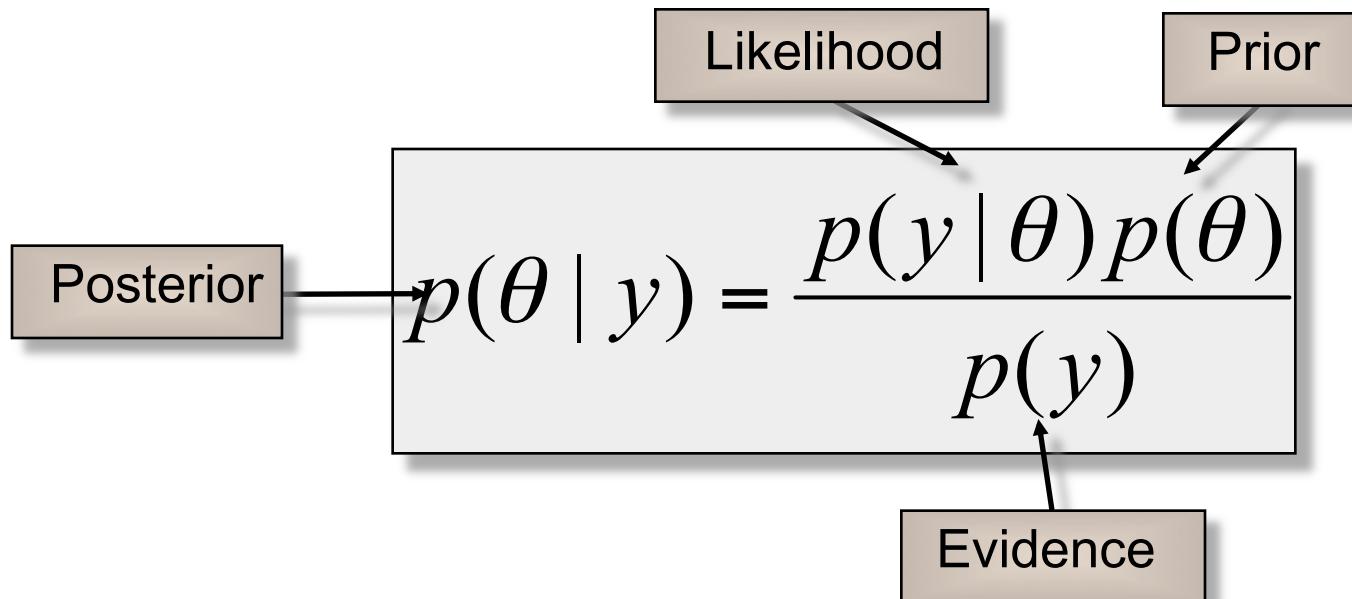 Likelihood
Prior
Posterior
p(θ | y) = p(y | θ)p(θ)
p(y)
Evidence